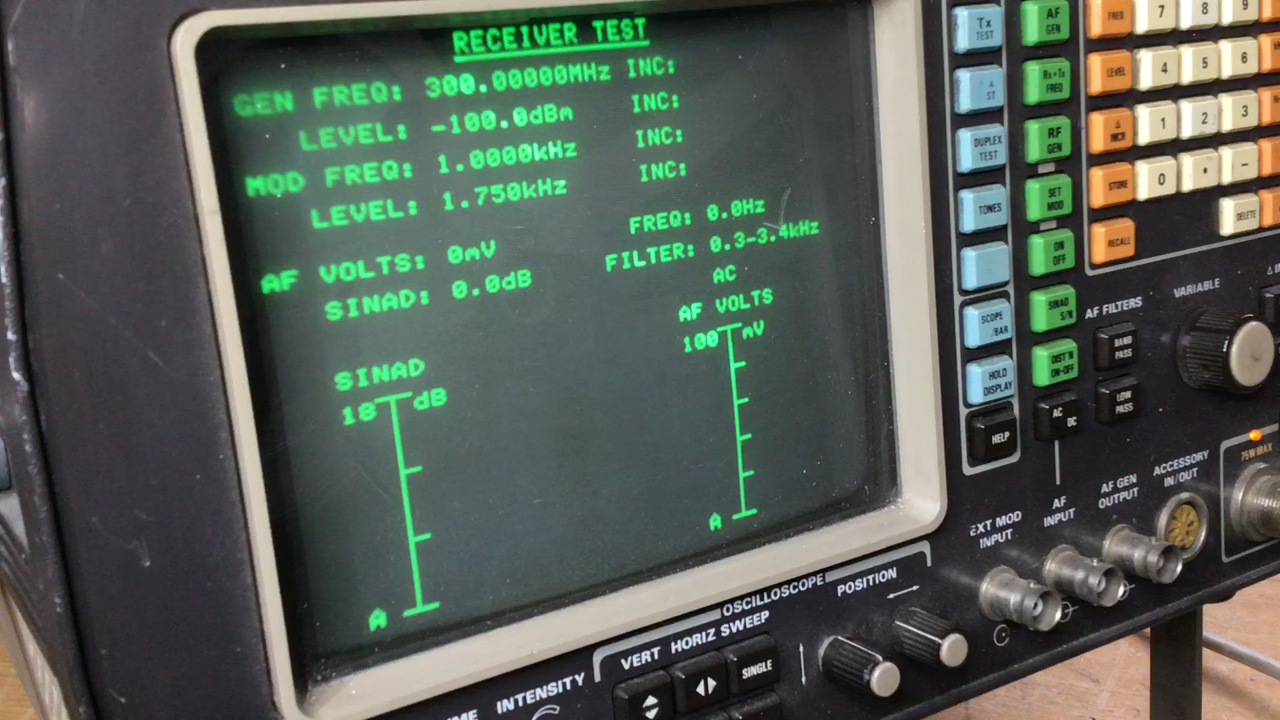 RECEIVER TEST
GEN FREQ: 300.00000MHz INC:
LEVEL: -100.0dBm INC:
MOD FREQ: 1.0000kHz INC:
LEVEL: 1.750kHz INC:
AF VOLTS: 0mV FREQ: 0.0Hz
SINAD: 0.0dB FILTER: 0.3-3.4kHz
AC
AF VOLTS
100 mV
A
SINAD
18 dB
A
Tx TEST
ST
DUPLEX TEST
TONES
SCOPE /BAR
HOLD DISPLAY
HELP
AF GEN
Rx=Tx FREQ
RF GEN
SET MOD
ON OFF
SINAD S/N
DIST'N ON-OFF
AC DC
FREQ 7 8 9
LEVEL 4 5 6
Δ INCR 1 2 3
STORE 0 • -
RECALL DELETE
AF FILTERS
BAND PASS
LOW PASS
VARIABLE
EXT MOD INPUT
AF INPUT
AF GEN OUTPUT
ACCESSORY IN/OUT
75W MAX
OSCILLOSCOPE
VERT HORIZ SWEEP
SINGLE
POSITION
INTENSITY